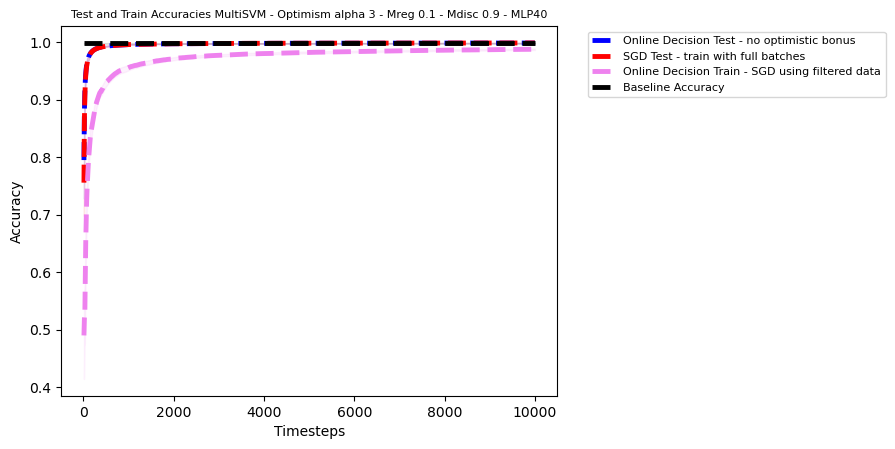 Test and Train Accuracies MultiSVM - Optimism alpha 3 - Mreg 0.1 - Mdisc 0.9 - MLP40
Online Decision Test - no optimistic bonus
SGD Test - train with full batches
Online Decision Train - SGD using filtered data
Baseline Accuracy
Accuracy
1.0
0.9
0.8
0.7
0.6
0.5
0.4
0 2000 4000 6000 8000 10000
Timesteps